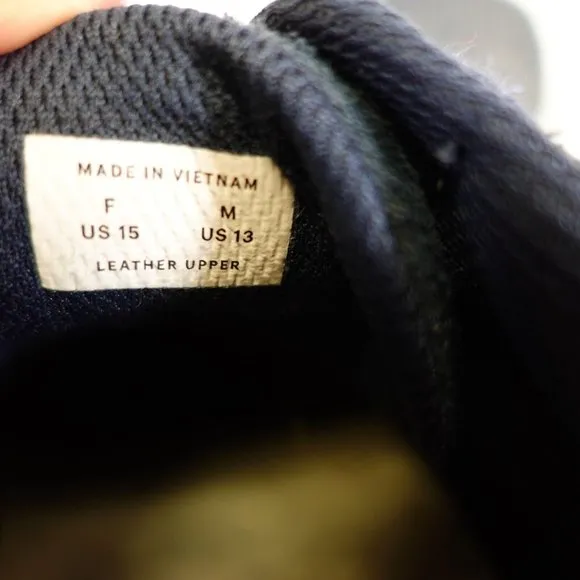 MADE IN VIETNAM
F M
US 15 US 13
LEATHER UPPER